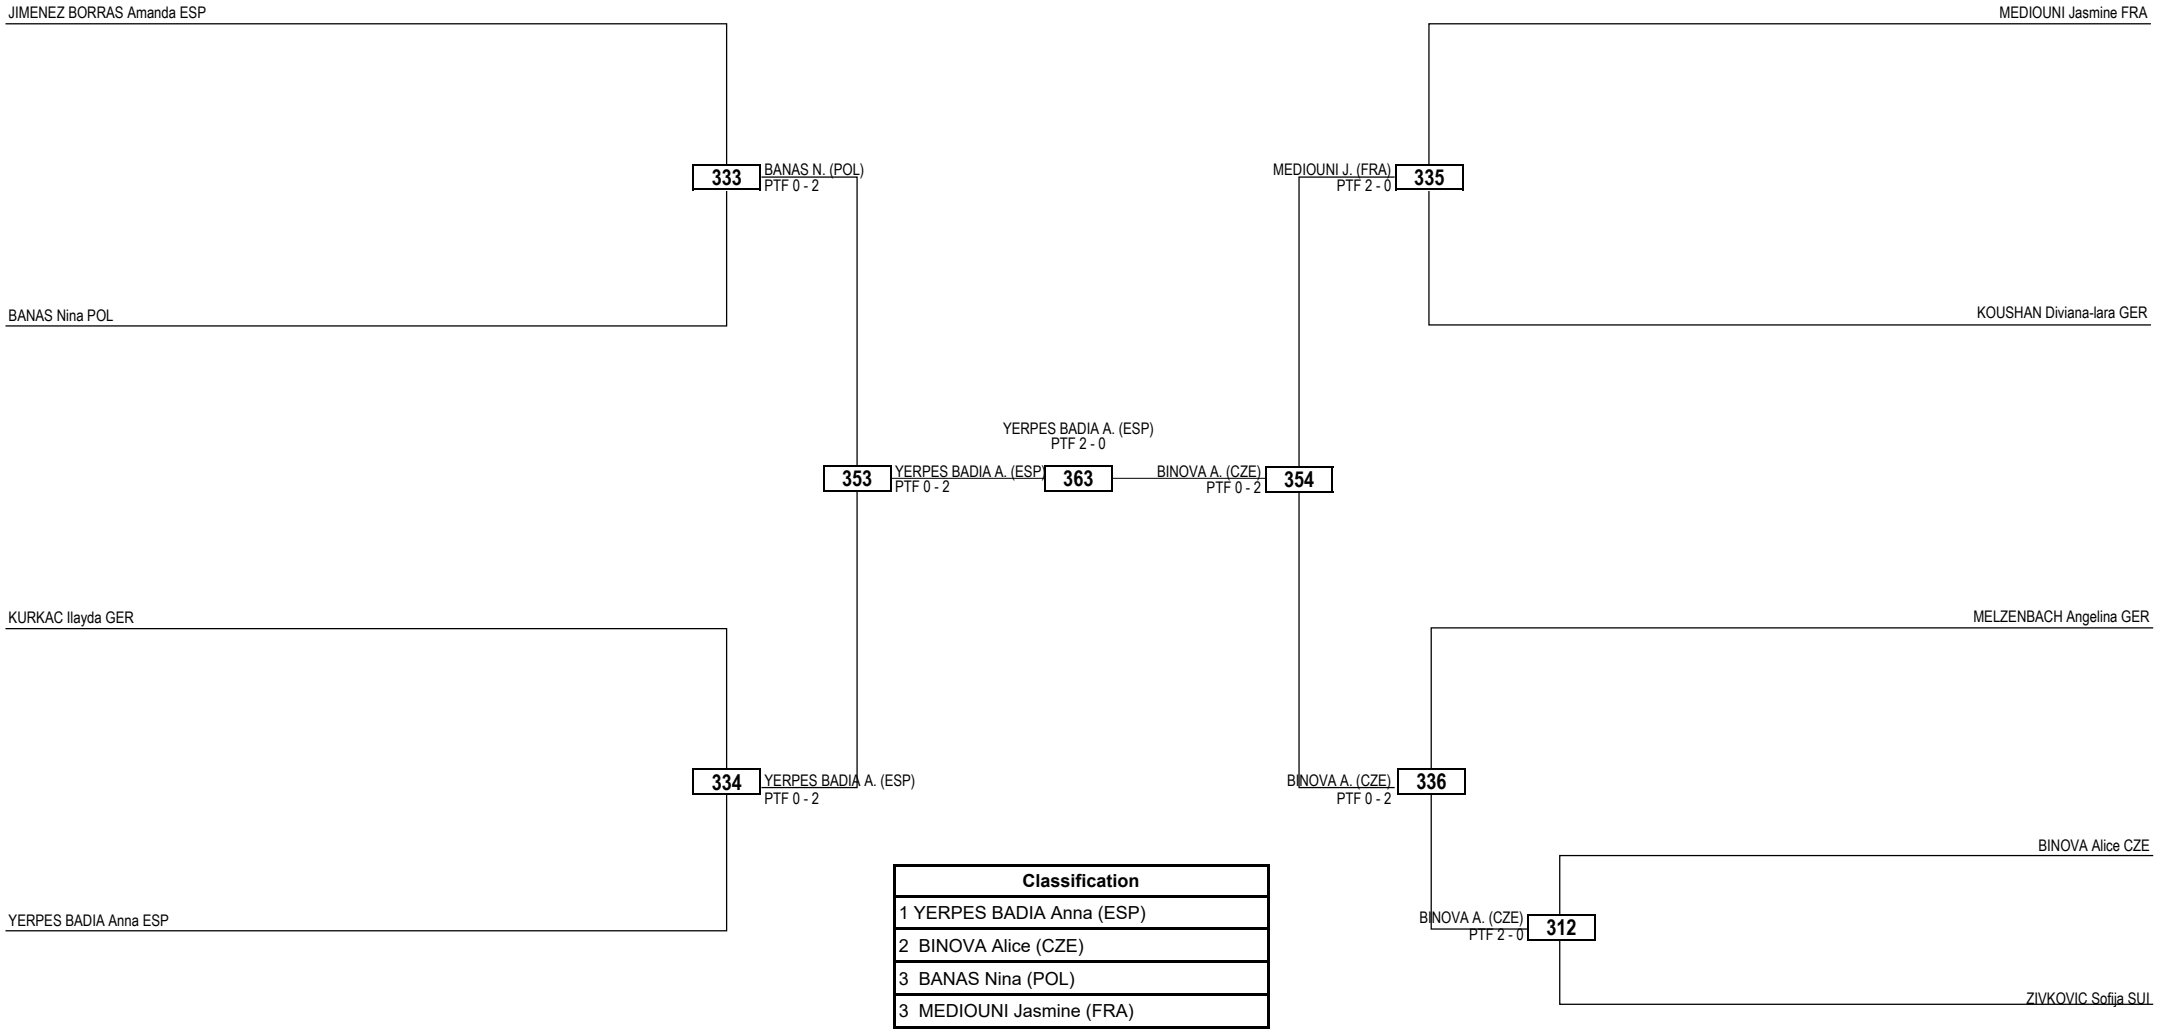 JIMENEZ BORRAS Amanda ESP
MEDIOUNI Jasmine FRA
333
BANAS N. (POL)
PTF 0 - 2
MEDIOUNI J. (FRA)
PTF 2 - 0
335
BANAS Nina POL
KOUSHAN Diviana-lara GER
YERPES BADIA A. (ESP)
PTF 2 - 0
353
YERPES BADIA A. (ESP)
PTF 0 - 2
363
BINOVA A. (CZE)
PTF 0 - 2
354
KURKAC Ilayda GER
MELZENBACH Angelina GER
334
YERPES BADIA A. (ESP)
PTF 0 - 2
BINOVA A. (CZE)
PTF 0 - 2
336
BINOVA Alice CZE
YERPES BADIA Anna ESP
BINOVA A. (CZE)
PTF 2 - 0
312
ZIVKOVIC Sofija SUI
Classification
1 YERPES BADIA Anna (ESP)
2 BINOVA Alice (CZE)
3 BANAS Nina (POL)
3 MEDIOUNI Jasmine (FRA)